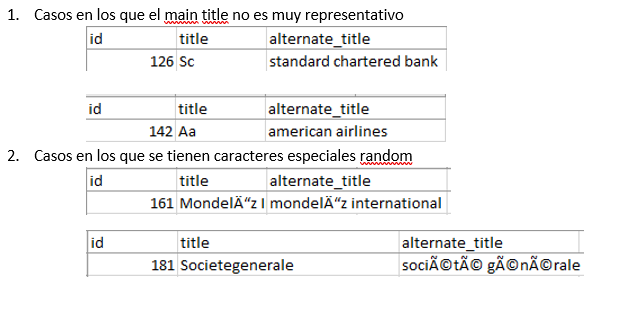 1. Casos en los que el main title no es muy representativo
id title alternate_title
126 Sc standard chartered bank
id title alternate_title
142 Aa american airlines
2. Casos en los que se tienen caracteres especiales random
id title alternate_title
161 MondelÄ“z I mondelÄ“z international
id title alternate_title
181 Societegenerale sociÃ©tÃ© gÃ©nÃ©rale